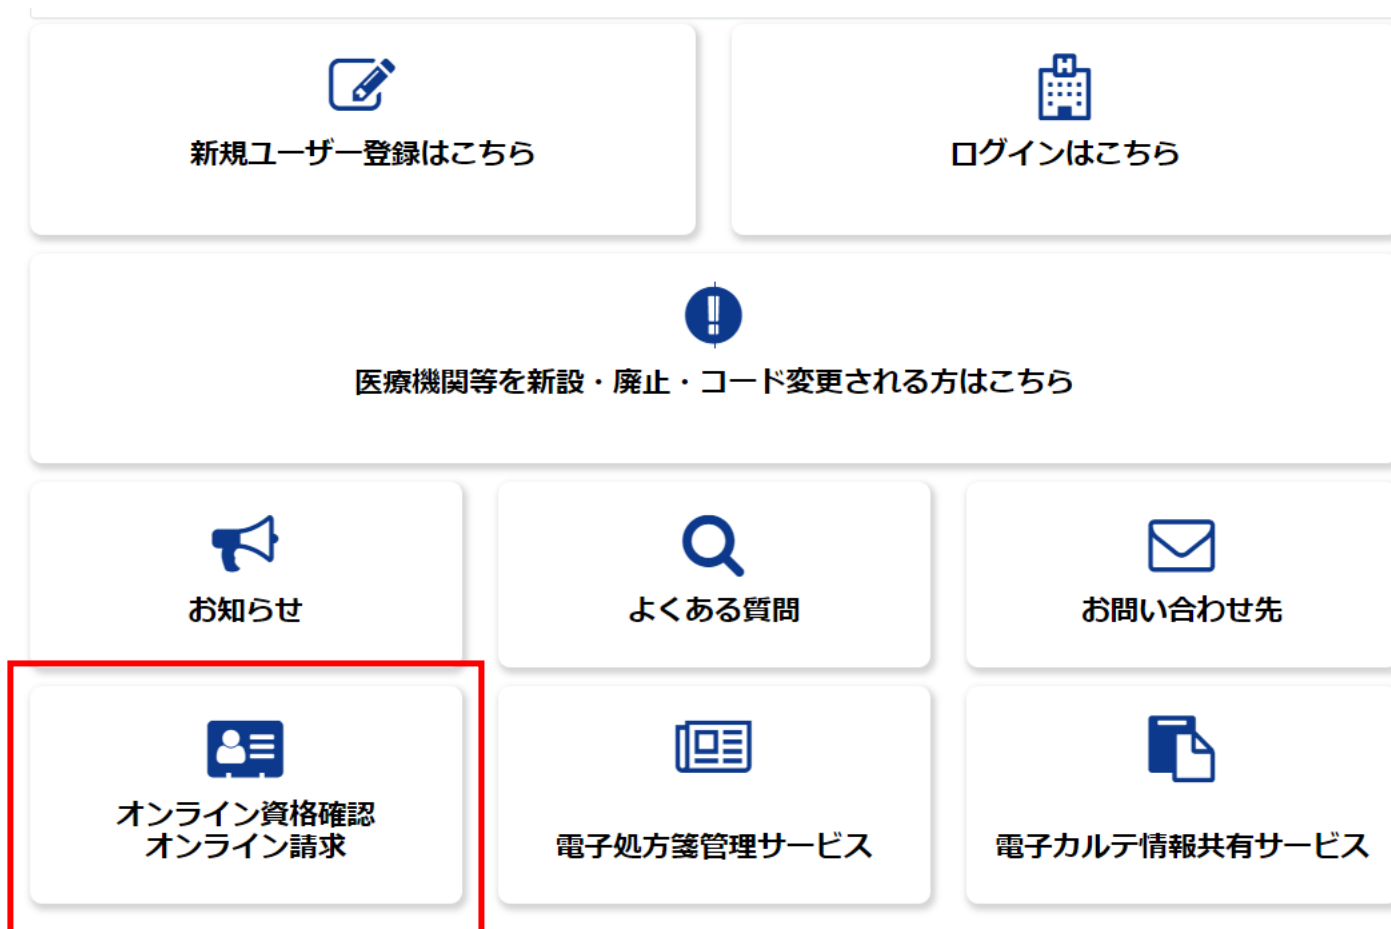 新規ユーザー登録はこちら
ログインはこちら
医療機関等を新設・廃止・コード変更される方はこちら
お知らせ
よくある質問
お問い合わせ先
オンライン資格確認
オンライン請求
電子処方箋管理サービス
電子カルテ情報共有サービス